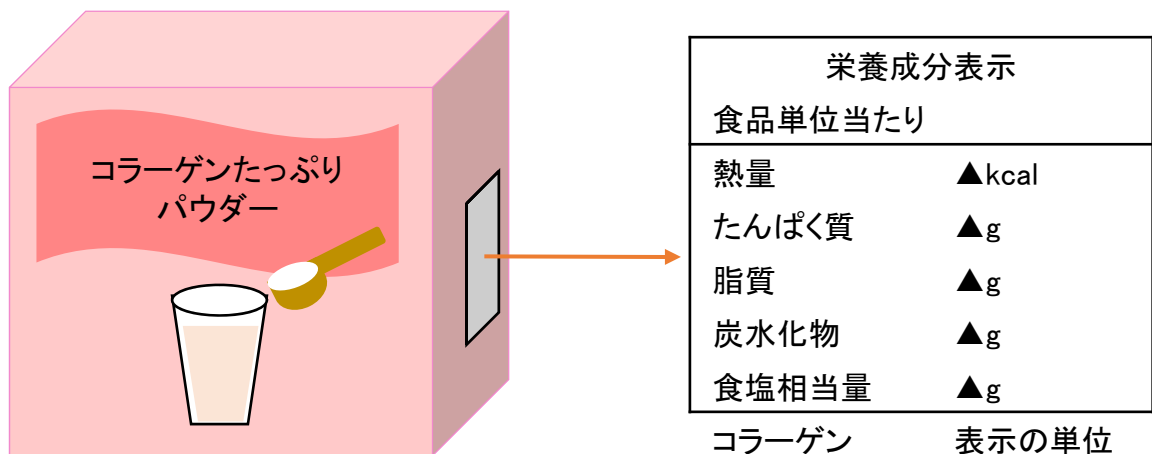 コラーゲンたっぷり
パウダー
栄養成分表示
食品単位当たり
熱量 ▲kcal
たんぱく質 ▲g
脂質 ▲g
炭水化物 ▲g
食塩相当量 ▲g
コラーゲン 表示の単位